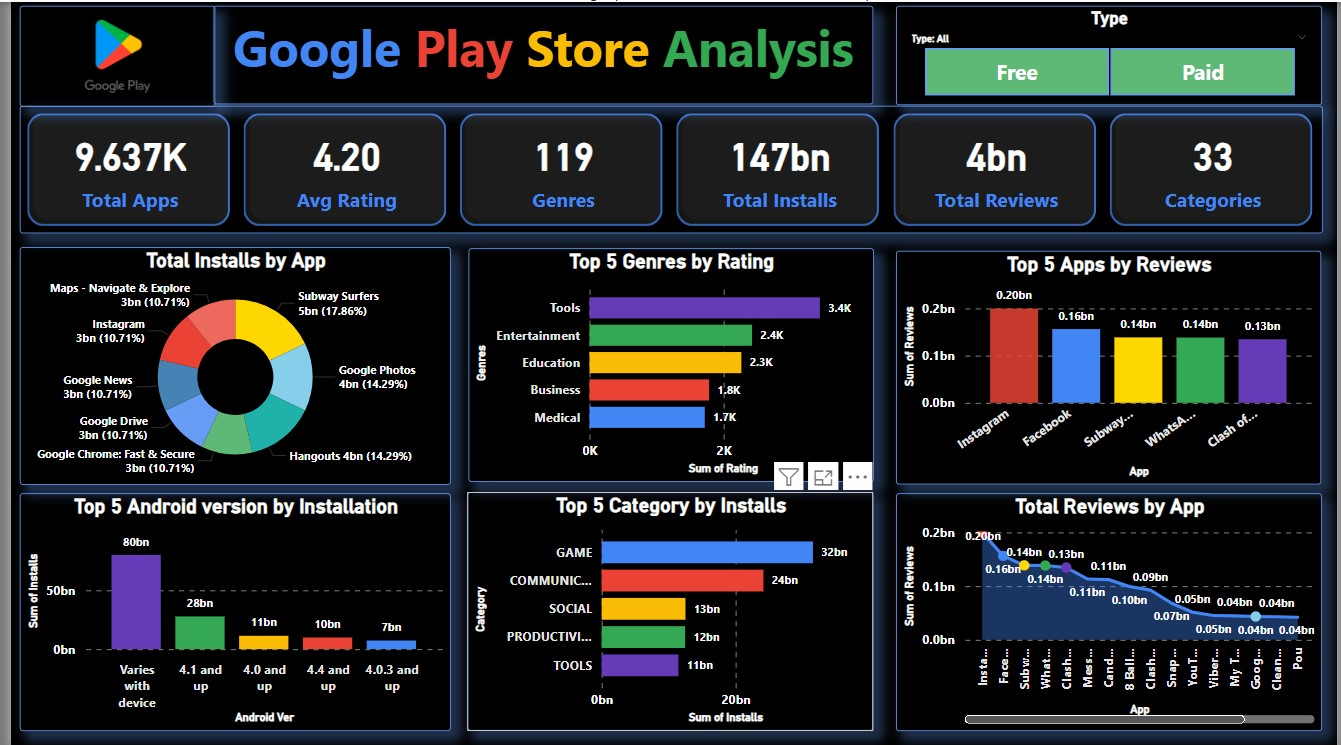 Google Play
Google Play Store Analysis
Type
Type: All
Free
Paid
9.637K
Total Apps
4.20
Avg Rating
119
Genres
147bn
Total Installs
4bn
Total Reviews
33
Categories
Total Installs by App
Maps - Navigate & Explore
3bn (10.71%)
Subway Surfers
5bn (17.86%)
Instagram
3bn (10.71%)
Google Photos
4bn (14.29%)
Google News
3bn (10.71%)
Google Drive
3bn (10.71%)
Google Chrome: Fast & Secure
3bn (10.71%)
Hangouts 4bn (14.29%)
Top 5 Genres by Rating
Genres
Tools 3.4K
Entertainment 2.4K
Education 2.3K
Business 1.8K
Medical 1.7K
0K 2K
Sum of Rating
Top 5 Apps by Reviews
Sum of Reviews
0.2bn
0.1bn
0.0bn
0.20bn
0.16bn
0.14bn
0.14bn
0.13bn
Instagram
Facebook
Subway...
WhatsA...
Clash of...
App
Top 5 Android version by Installation
Sum of Installs
50bn
0bn
80bn
28bn
11bn
10bn
7bn
Varies
with
device
4.1 and
up
4.0 and
up
4.4 and
up
4.0.3 and
up
Android Ver
Top 5 Category by Installs
Category
GAME 32bn
COMMUNIC... 24bn
SOCIAL 13bn
PRODUCTIVI... 12bn
TOOLS 11bn
0bn 20bn
Sum of Installs
Total Reviews by App
Sum of Reviews
0.2bn
0.1bn
0.0bn
0.20bn
0.16bn
0.14bn
0.14bn
0.13bn
0.11bn
0.11bn
0.10bn
0.09bn
0.07bn
0.05bn
0.05bn
0.04bn
0.04bn
0.04bn
0.04bn
Insta...
Face...
Subw...
What...
Clash...
Mess...
Cand...
8 Ball...
Clash...
Snap...
YouT...
Viber...
My T...
Goog...
Clean...
Pou
App